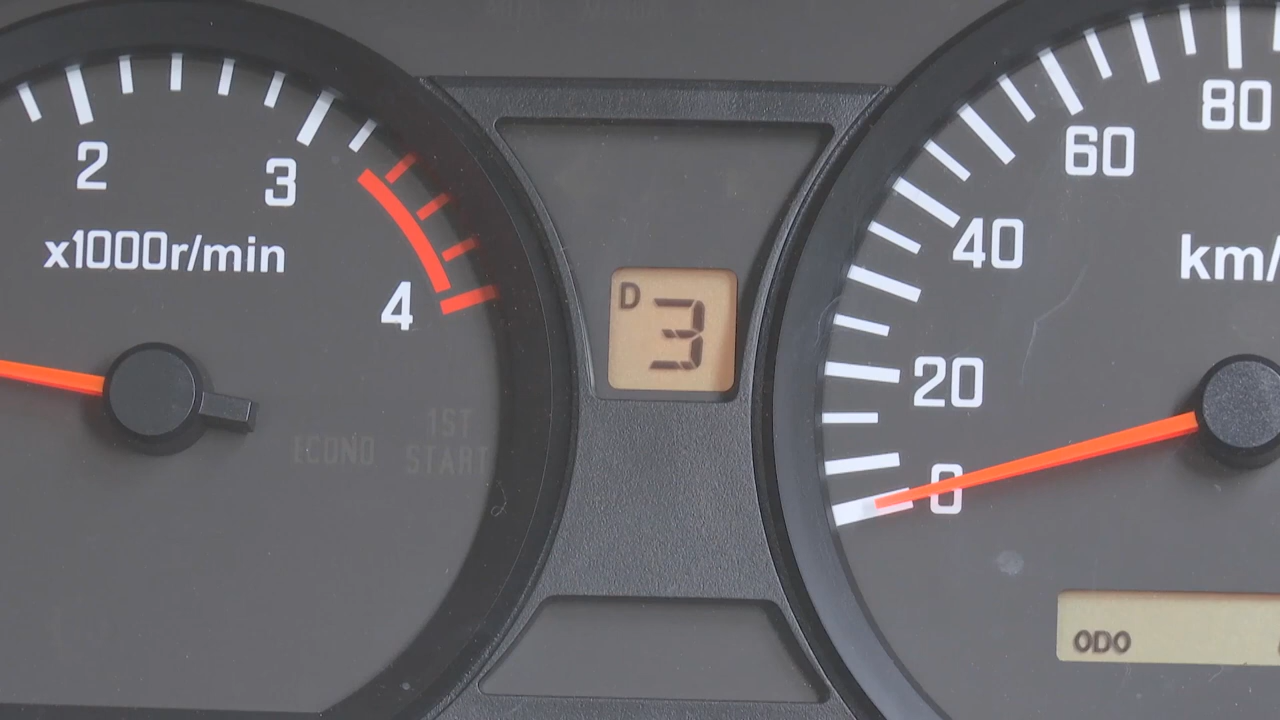 2
3
4
x1000r/min
ECONO
1ST
START
D
3
0
20
40
60
80
km/
ODO